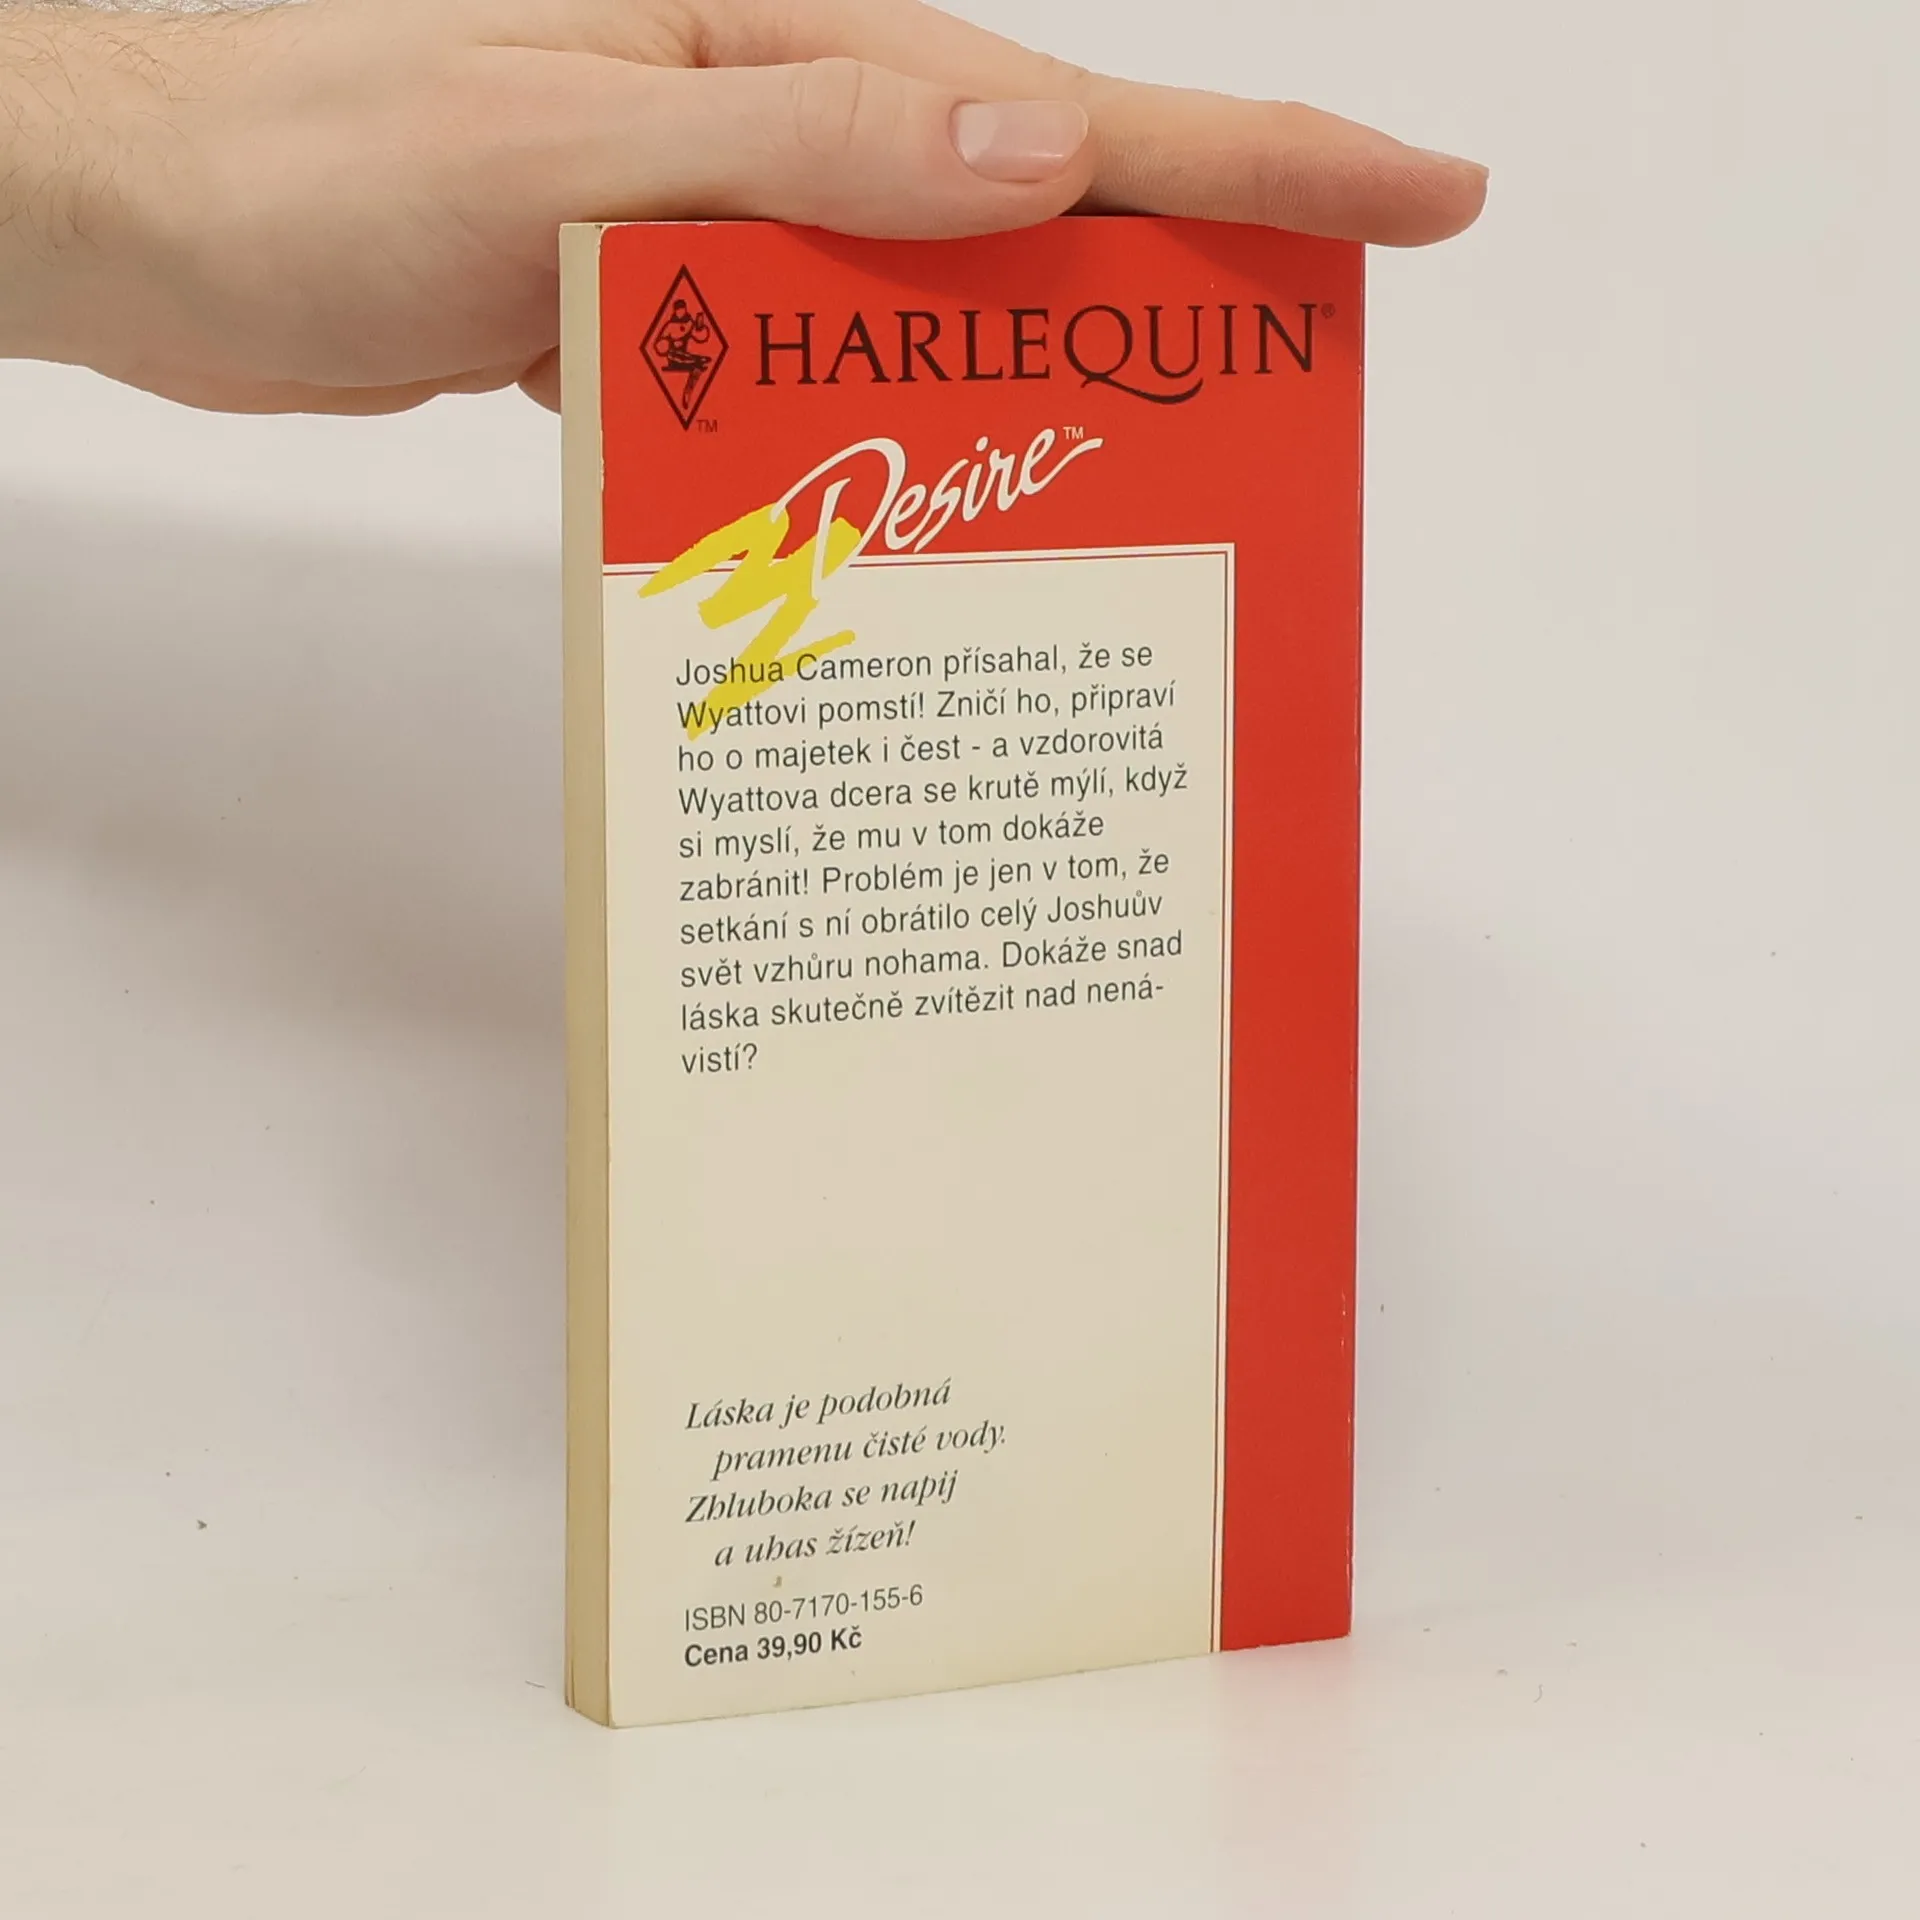 HARLEQUIN®
TM
Desire™
Joshua Cameron přísahal, že se
Wyattovi pomstí! Zničí ho, připraví
ho o majetek i čest - a vzdorovitá
Wyattova dcera se krutě mýlí, když
si myslí, že mu v tom dokáže
zabránit! Problém je jen v tom, že
setkání s ní obrátilo celý Joshuův
svět vzhůru nohama. Dokáže snad
láska skutečně zvítězit nad nená-
vistí?
Láska je podobná
pramenu čisté vody.
Zhluboka se napij
a uhas žízeň!
ISBN 80-7170-155-6
Cena 39,90 Kč